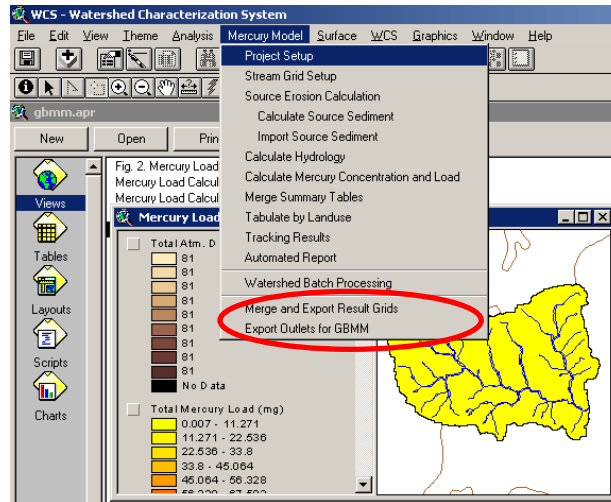 WCS - Watershed Characterization System
File Edit View Theme Analysis Mercury Model Surface WCS Graphics Window Help
gbmm.apr
New Open Prin
Views
Tables
Layouts
Scripts
Charts
Fig. 2. Mercury Load
Mercury Load Calcul
Mercury Load Calcul
Mercury Load
Total Atm. D
81
81
81
81
81
81
81
81
81
No Data
Total Mercury Load (mg)
0.007 - 11.271
11.271 - 22.536
22.536 - 33.8
33.8 - 45.064
45.064 - 56.328
Project Setup
Stream Grid Setup
Source Erosion Calculation
Calculate Source Sediment
Import Source Sediment
Calculate Hydrology
Calculate Mercury Concentration and Load
Merge Summary Tables
Tabulate by Landuse
Tracking Results
Automated Report
Watershed Batch Processing
Merge and Export Result Grids
Export Outlets for GBMM